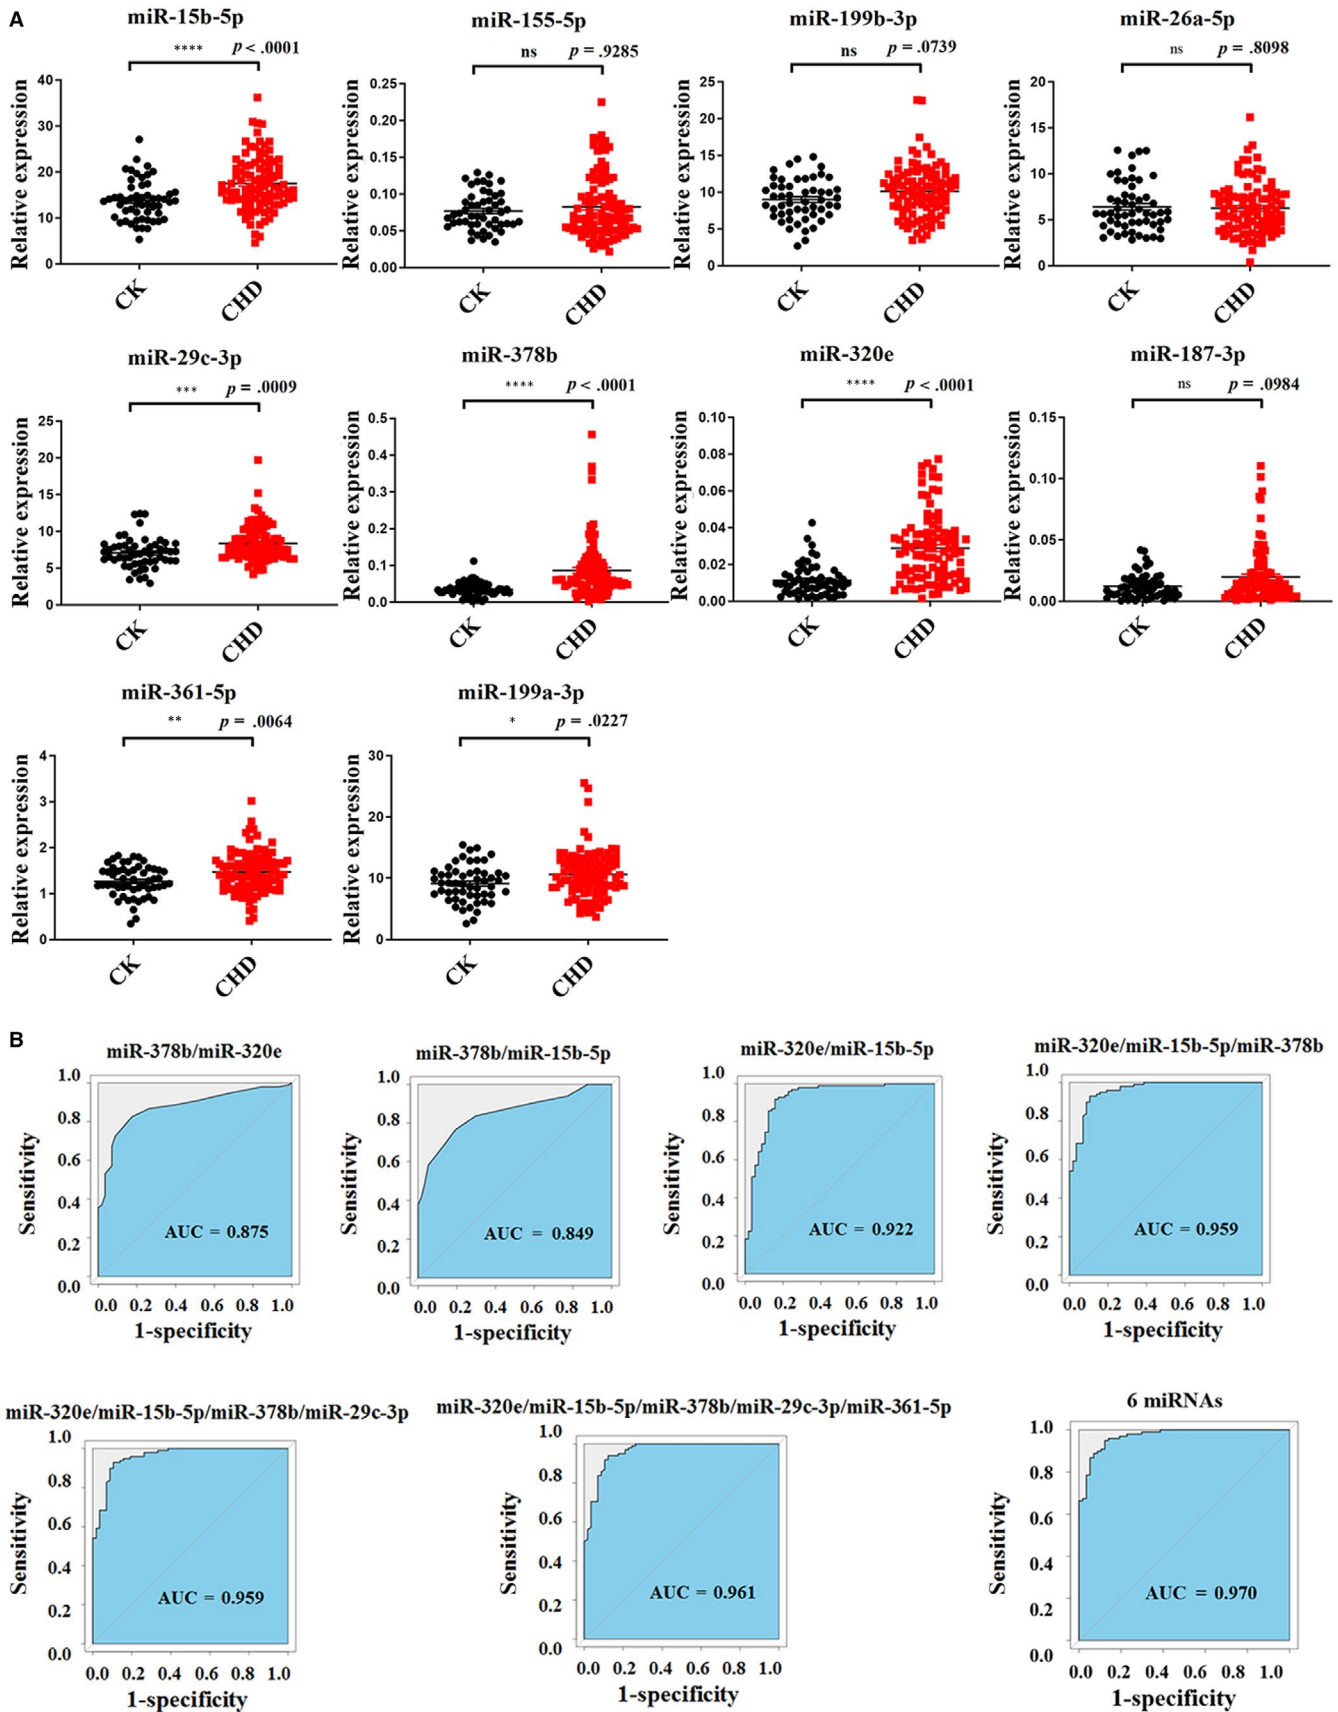 A
miR-15b-5p
**** p < .0001
Relative expression
40
30
20
10
0
CK
CHD
miR-155-5p
ns p = .9285
Relative expression
0.25
0.20
0.15
0.10
0.05
0.00
CK
CHD
miR-199b-3p
ns p = .0739
Relative expression
25
20
15
10
5
0
CK
CHD
miR-26a-5p
ns p = .8098
Relative expression
20
15
10
5
0
CK
CHD
miR-29c-3p
*** p = .0009
Relative expression
25
20
15
10
5
0
CK
CHD
miR-378b
**** p < .0001
Relative expression
0.5
0.4
0.3
0.2
0.1
0.0
CK
CHD
miR-320e
**** p <.0001
Relative expression
0.10
0.08
0.06
0.04
0.02
0.00
CK
CHD
miR-187-3p
ns p = .0984
Relative expression
0.15
0.10
0.05
0.00
CK
CHD
miR-361-5p
** p = .0064
Relative expression
4
3
2
1
0
CK
CHD
miR-199a-3p
* p = .0227
Relative expression
30
20
10
0
CK
CHD
B
miR-378b/miR-320e
Sensitivity
1.0
0.8
0.6
0.4
0.2
0.0
AUC = 0.875
0.0 0.2 0.4 0.6 0.8 1.0
1-specificity
miR-378b/miR-15b-5p
Sensitivity
1.0
0.8
0.6
0.4
0.2
0.0
AUC = 0.849
0.0 0.2 0.4 0.6 0.8 1.0
1-specificity
miR-320e/miR-15b-5p
Sensitivity
1.0
0.8
0.6
0.4
0.2
0.0
AUC = 0.922
0.0 0.2 0.4 0.6 0.8 1.0
1-specificity
miR-320e/miR-15b-5p/miR-378b
Sensitivity
1.0
0.8
0.6
0.4
0.2
0.0
AUC = 0.959
0.0 0.2 0.4 0.6 0.8 1.0
1-specificity
miR-320e/miR-15b-5p/miR-378b/miR-29c-3p
Sensitivity
1.0
0.8
0.6
0.4
0.2
0.0
AUC = 0.959
0.0 0.2 0.4 0.6 0.8 1.0
1-specificity
miR-320e/miR-15b-5p/miR-378b/miR-29c-3p/miR-361-5p
Sensitivity
1.0
0.8
0.6
0.4
0.2
0.0
AUC = 0.961
0.0 0.2 0.4 0.6 0.8 1.0
1-specificity
6 miRNAs
Sensitivity
1.0
0.8
0.6
0.4
0.2
0.0
AUC = 0.970
0.0 0.2 0.4 0.6 0.8 1.0
1-specificity